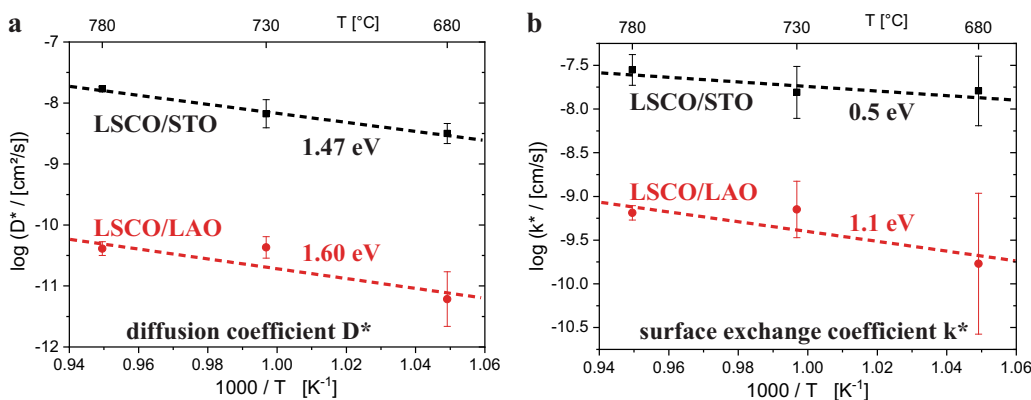 a
T [°C]
780 730 680
-7
-8
-9
-10
-11
-12
log (D* / [cm²/s])
LSCO/STO
1.47 eV
LSCO/LAO
1.60 eV
diffusion coefficient D*
0.94 0.96 0.98 1.00 1.02 1.04 1.06
1000 / T [K⁻¹]
b
T [°C]
780 730 680
-7.5
-8.0
-8.5
-9.0
-9.5
-10.0
-10.5
log (k* / [cm/s])
LSCO/STO
0.5 eV
LSCO/LAO
1.1 eV
surface exchange coefficient k*
0.94 0.96 0.98 1.00 1.02 1.04 1.06
1000 / T [K⁻¹]